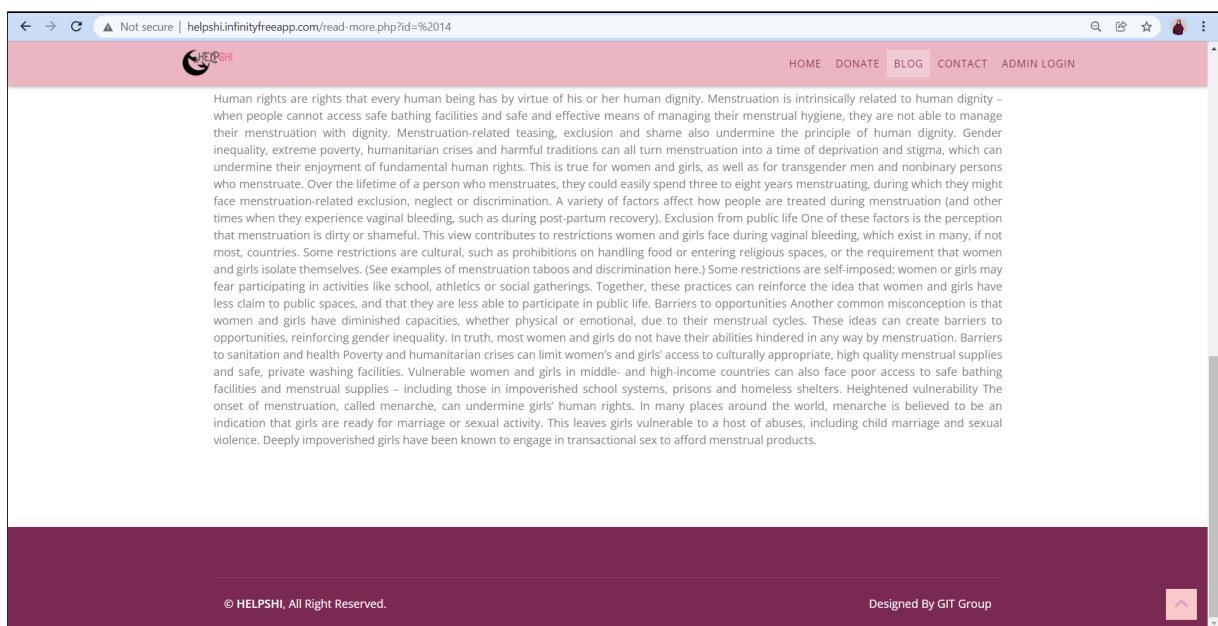 Not secure | helpshi.infinityfreeapp.com/read-more.php?id=%2014
HELPSHI
HOME DONATE BLOG CONTACT ADMIN LOGIN
Human rights are rights that every human being has by virtue of his or her human dignity. Menstruation is intrinsically related to human dignity –
when people cannot access safe bathing facilities and safe and effective means of managing their menstrual hygiene, they are not able to manage
their menstruation with dignity. Menstruation-related teasing, exclusion and shame also undermine the principle of human dignity. Gender
inequality, extreme poverty, humanitarian crises and harmful traditions can all turn menstruation into a time of deprivation and stigma, which can
undermine their enjoyment of fundamental human rights. This is true for women and girls, as well as for transgender men and nonbinary persons
who menstruate. Over the lifetime of a person who menstruates, they could easily spend three to eight years menstruating, during which they might
face menstruation-related exclusion, neglect or discrimination. A variety of factors affect how people are treated during menstruation (and other
times when they experience vaginal bleeding, such as during post-partum recovery). Exclusion from public life One of these factors is the perception
that menstruation is dirty or shameful. This view contributes to restrictions women and girls face during vaginal bleeding, which exist in many, if not
most, countries. Some restrictions are cultural, such as prohibitions on handling food or entering religious spaces, or the requirement that women
and girls isolate themselves. (See examples of menstruation taboos and discrimination here.) Some restrictions are self-imposed; women or girls may
fear participating in activities like school, athletics or social gatherings. Together, these practices can reinforce the idea that women and girls have
less claim to public spaces, and that they are less able to participate in public life. Barriers to opportunities Another common misconception is that
women and girls have diminished capacities, whether physical or emotional, due to their menstrual cycles. These ideas can create barriers to
opportunities, reinforcing gender inequality. In truth, most women and girls do not have their abilities hindered in any way by menstruation. Barriers
to sanitation and health Poverty and humanitarian crises can limit women’s and girls’ access to culturally appropriate, high quality menstrual supplies
and safe, private washing facilities. Vulnerable women and girls in middle- and high-income countries can also face poor access to safe bathing
facilities and menstrual supplies – including those in impoverished school systems, prisons and homeless shelters. Heightened vulnerability The
onset of menstruation, called menarche, can undermine girls’ human rights. In many places around the world, menarche is believed to be an
indication that girls are ready for marriage or sexual activity. This leaves girls vulnerable to a host of abuses, including child marriage and sexual
violence. Deeply impoverished girls have been known to engage in transactional sex to afford menstrual products.
© HELPSHI, All Right Reserved.
Designed By GIT Group